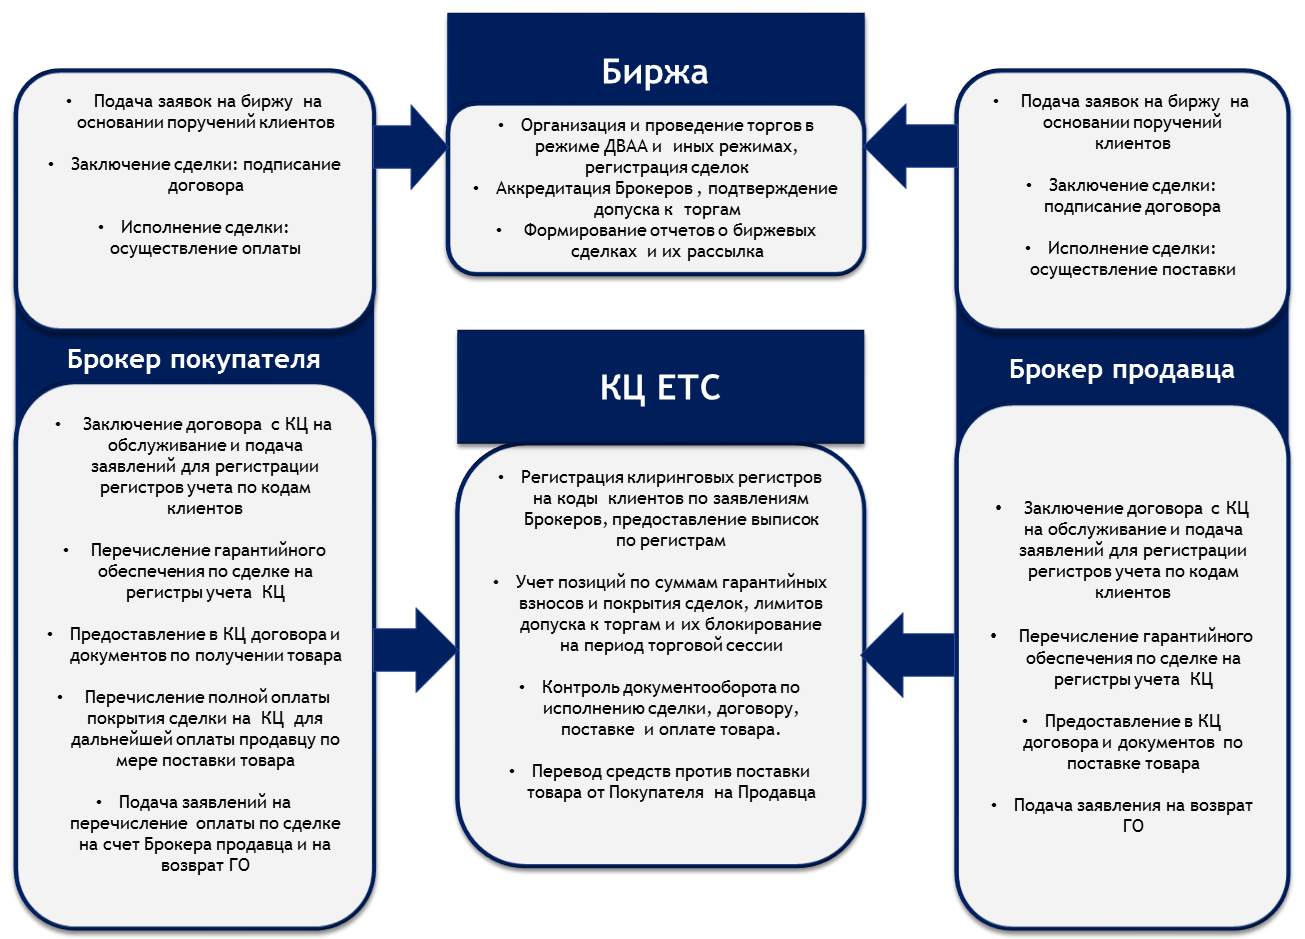 Биржа
• Организация и проведение торгов в
режиме ДВАА и иных режимах,
регистрация сделок
• Аккредитация Брокеров , подтверждение
допуска к торгам
• Формирование отчетов о биржевых
сделках и их рассылка
• Подача заявок на биржу на
основании поручений клиентов
• Заключение сделки: подписание
договора
• Исполнение сделки:
осуществление оплаты
Брокер покупателя
• Заключение договора с КЦ на
обслуживание и подача
заявлений для регистрации
регистров учета по кодам
клиентов
• Перечисление гарантийного
обеспечения по сделке на
регистры учета КЦ
• Предоставление в КЦ договора и
документов по получении товара
• Перечисление полной оплаты
покрытия сделки на КЦ для
дальнейшей оплаты продавцу по
мере поставки товара
• Подача заявлений на
перечисление оплаты по сделке
на счет Брокера продавца и на
возврат ГО
КЦ ЕТС
• Регистрация клиринговых регистров
на коды клиентов по заявлениям
Брокеров, предоставление выписок
по регистрам
• Учет позиций по суммам гарантийных
взносов и покрытия сделок, лимитов
допуска к торгам и их блокирование
на период торговой сессии
• Контроль документооборота по
исполнению сделки, договору,
поставке и оплате товара.
• Перевод средств против поставки
товара от Покупателя на Продавца
• Подача заявок на биржу на
основании поручений
клиентов
• Заключение сделки:
подписание договора
• Исполнение сделки:
осуществление поставки
Брокер продавца
• Заключение договора с КЦ
на обслуживание и подача
заявлений для регистрации
регистров учета по кодам
клиентов
• Перечисление гарантийного
обеспечения по сделке на
регистры учета КЦ
• Предоставление в КЦ
договора и документов по
поставке товара
• Подача заявления на возврат
ГО